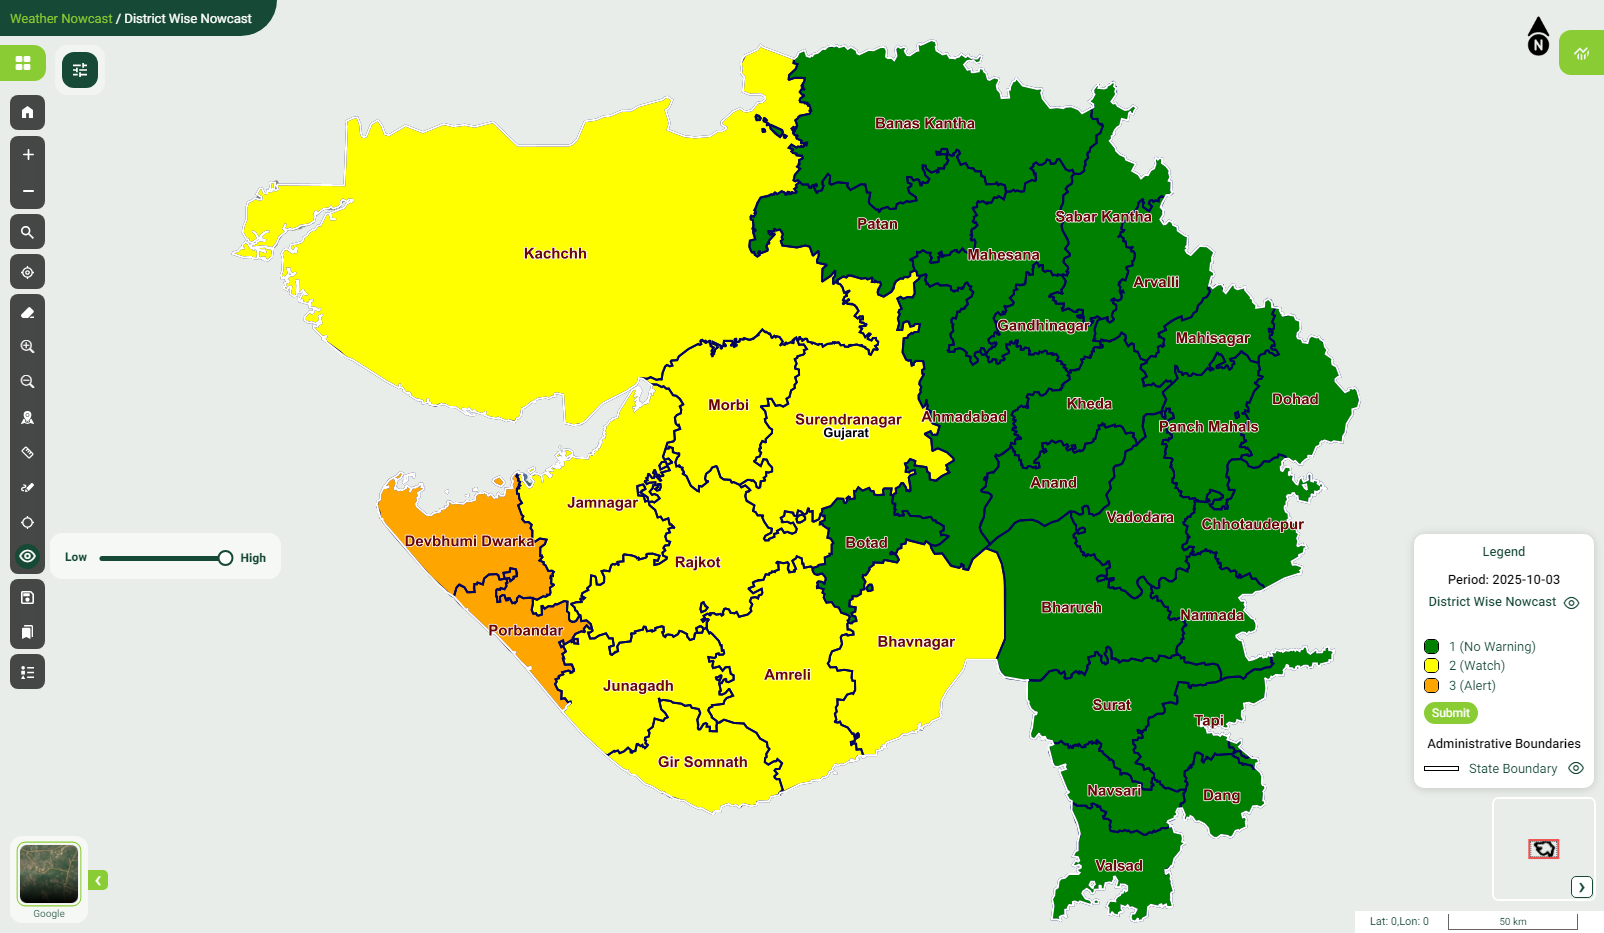 Weather Nowcast / District Wise Nowcast
N
Banas Kantha
Patan
Sabar Kantha
Mahesana
Kachchh
Arvalli
Gandhinagar
Mahisagar
Morbi
Surendranagar
Gujarat
Ahmadabad
Kheda
Dohad
Panch Mahals
Jamnagar
Anand
Vadodara
Chhotaudepur
Devbhumi Dwarka
Botad
Rajkot
Low
High
Porbandar
Bharuch
Narmada
Bhavnagar
Junagadh
Amreli
Surat
Tapi
Gir Somnath
Navsari
Dang
Valsad
Legend
Period: 2025-10-03
District Wise Nowcast
1 (No Warning)
2 (Watch)
3 (Alert)
Submit
Administrative Boundaries
State Boundary
Google
Lat: 0,Lon: 0
50 km